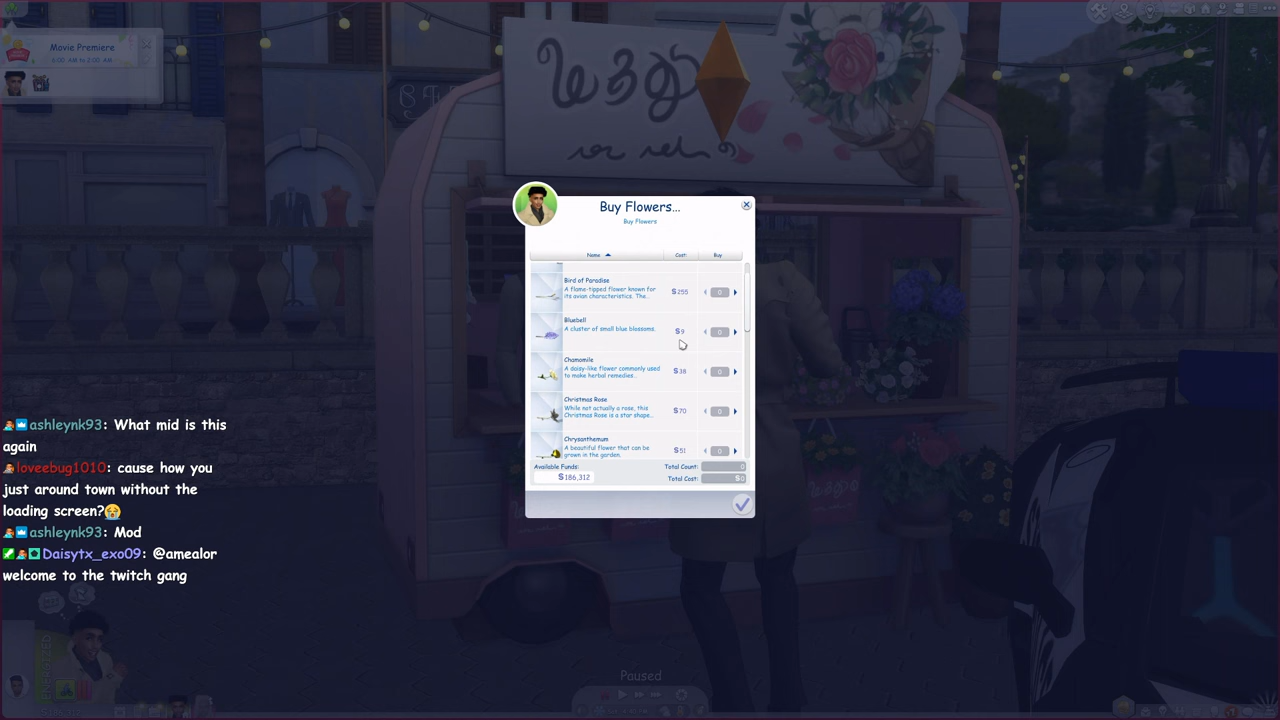 Movie Premiere
Buy Flowers...
Buy Flowers
Name
Cost:
Buy
Bird of Paradise
A flame-tipped flower known for
its avian characteristics. The...
$255
0
Bluebell
A cluster of small blue blossoms.
$9
0
Chamomile
A daisy-like flower commonly used
to make herbal remedies...
$38
0
Christmas Rose
While not actually a rose, this
Christmas Rose is a star shape...
$70
0
Chrysanthemum
A beautiful flower that can be
grown in the garden.
$51
0
Available Funds:
$186,312
Total Count:
0
Total Cost:
$0
ashleynk93: What mid is this
again
loveebug1010: cause how you
just around town without the
loading screen?😭
ashleynk93: Mod
Daisytx_exo09: @amealor
welcome to the twitch gang
ENERGIZED
Paused